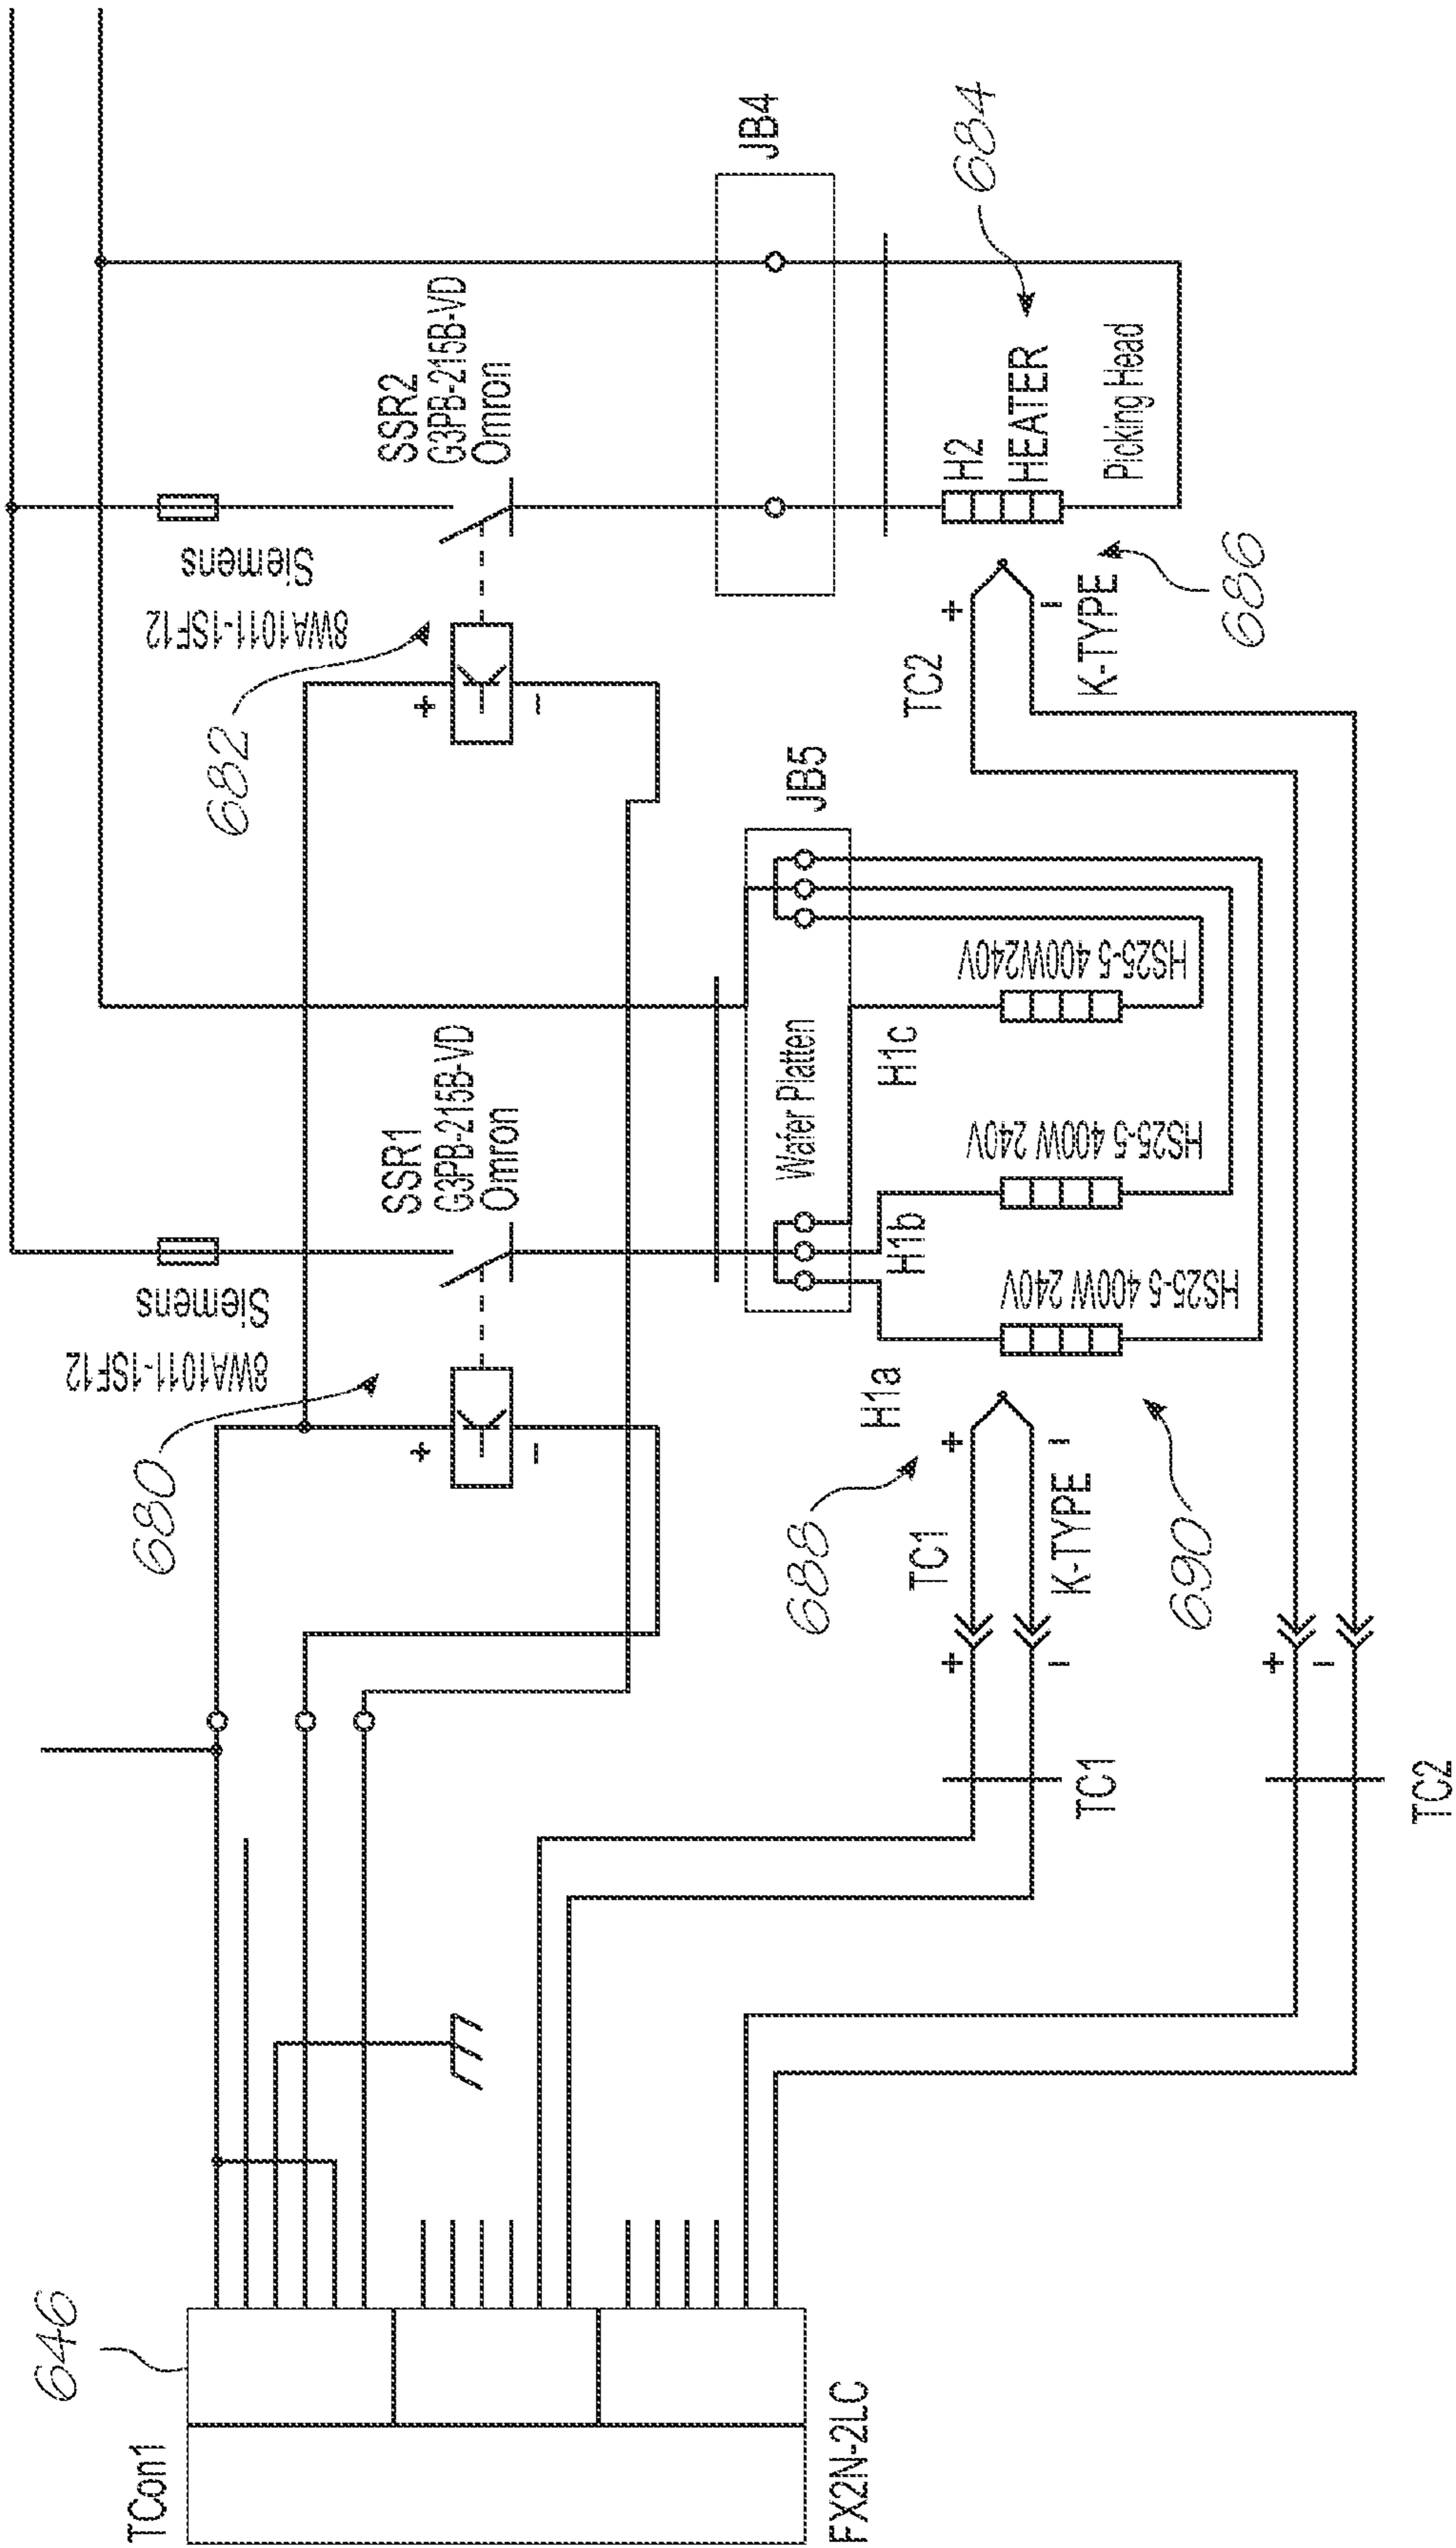 646
TCon1
FX2N-2LC
680
8WA1011-1SF12
Siemens
SSR1
G3PB-215B-VD
Omron
+
−
682
8WA1011-1SF12
Siemens
SSR2
G3PB-215B-VD
Omron
+
−
JB4
684
H2
HEATER
Picking Head
686
TC2
+
−
K-TYPE
JB5
Wafer Platten
H1a
H1b
H1c
HS25-5 400W 240V
HS25-5 400W 240V
HS25-5 400W240V
688
TC1
+
−
K-TYPE
690
+
−
TC1
+
−
TC2